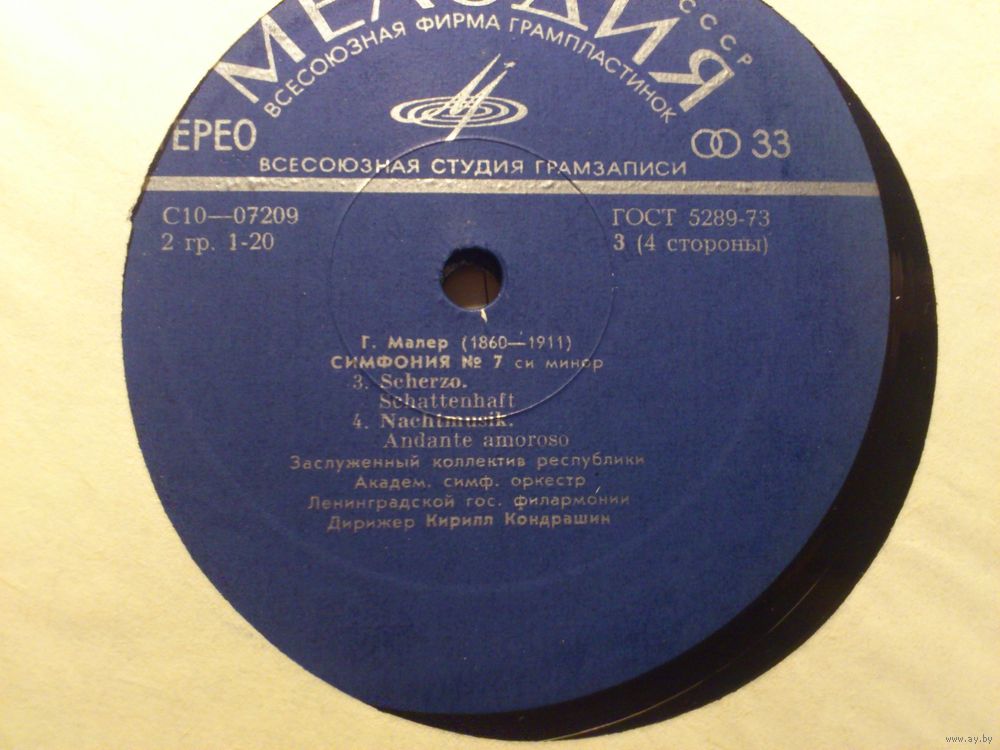 МЕЛОДИЯ
СССР
ВСЕСОЮЗНАЯ ФИРМА ГРАМПЛАСТИНОК
ЕРЕО
33
ВСЕСОЮЗНАЯ СТУДИЯ ГРАМЗАПИСИ
С10—07209
ГОСТ 5289-73
2 гр. 1-20
3 (4 стороны)
Г. Малер (1860—1911)
СИМФОНИЯ № 7 си минор
3. Scherzo.
Schattenhaft
4. Nachtmusik.
Andante amoroso
Заслуженный коллектив республики
Академ. симф. оркестр
Ленинградской гос. филармонии
Дирижер Кирилл Кондрашин
www.ay.by